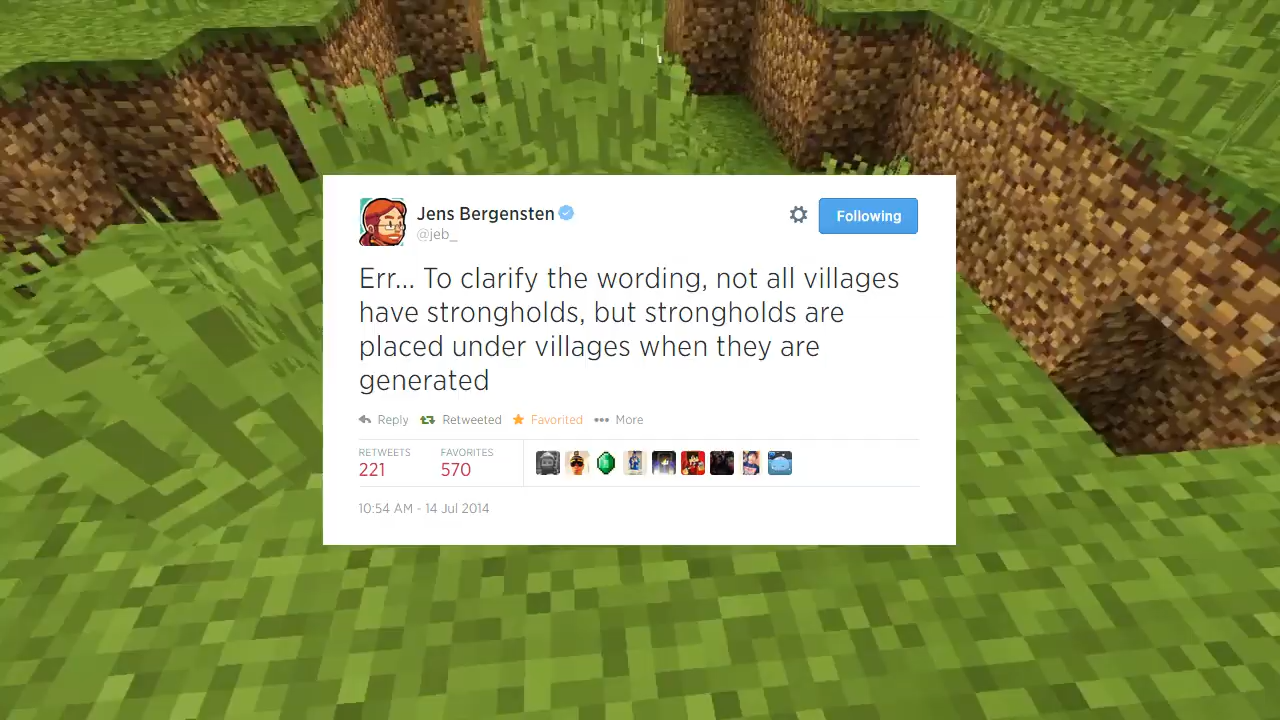 Jens Bergensten
@jeb_
Following
Err... To clarify the wording, not all villages
have strongholds, but strongholds are
placed under villages when they are
generated
Reply Retweeted Favorited More
RETWEETS FAVORITES
221 570
10:54 AM - 14 Jul 2014